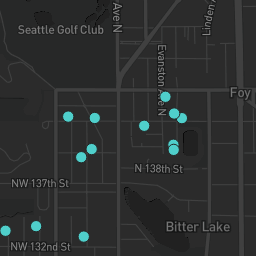 Seattle Golf Club
Ave N
Evanston Ave N
Linden
Foy
N 138th St
NW 137th St
Bitter Lake
NW 132nd St